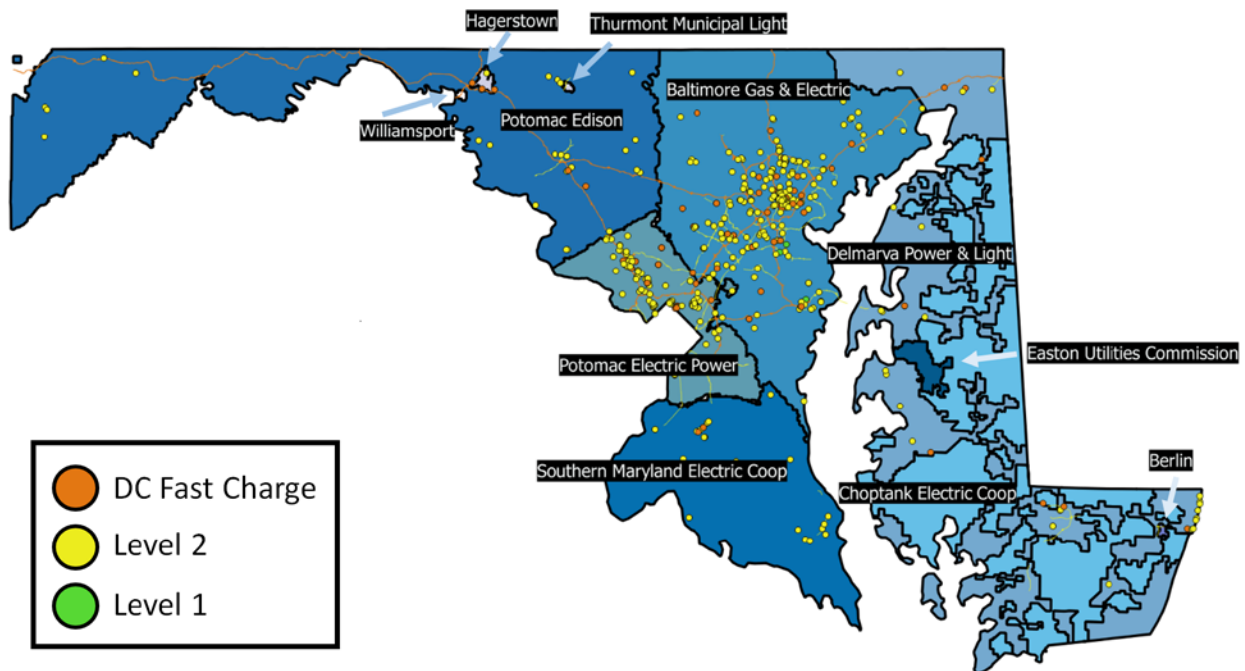 Hagerstown
Thurmont Municipal Light
Baltimore Gas & Electric
Williamsport
Potomac Edison
Delmarva Power & Light
Easton Utilities Commission
Potomac Electric Power
Berlin
Southern Maryland Electric Coop
Choptank Electric Coop
DC Fast Charge
Level 2
Level 1